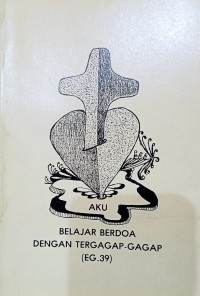 AKU
BELAJAR BERDOA
DENGAN TERGAGAP-GAGAP
(EG.39)